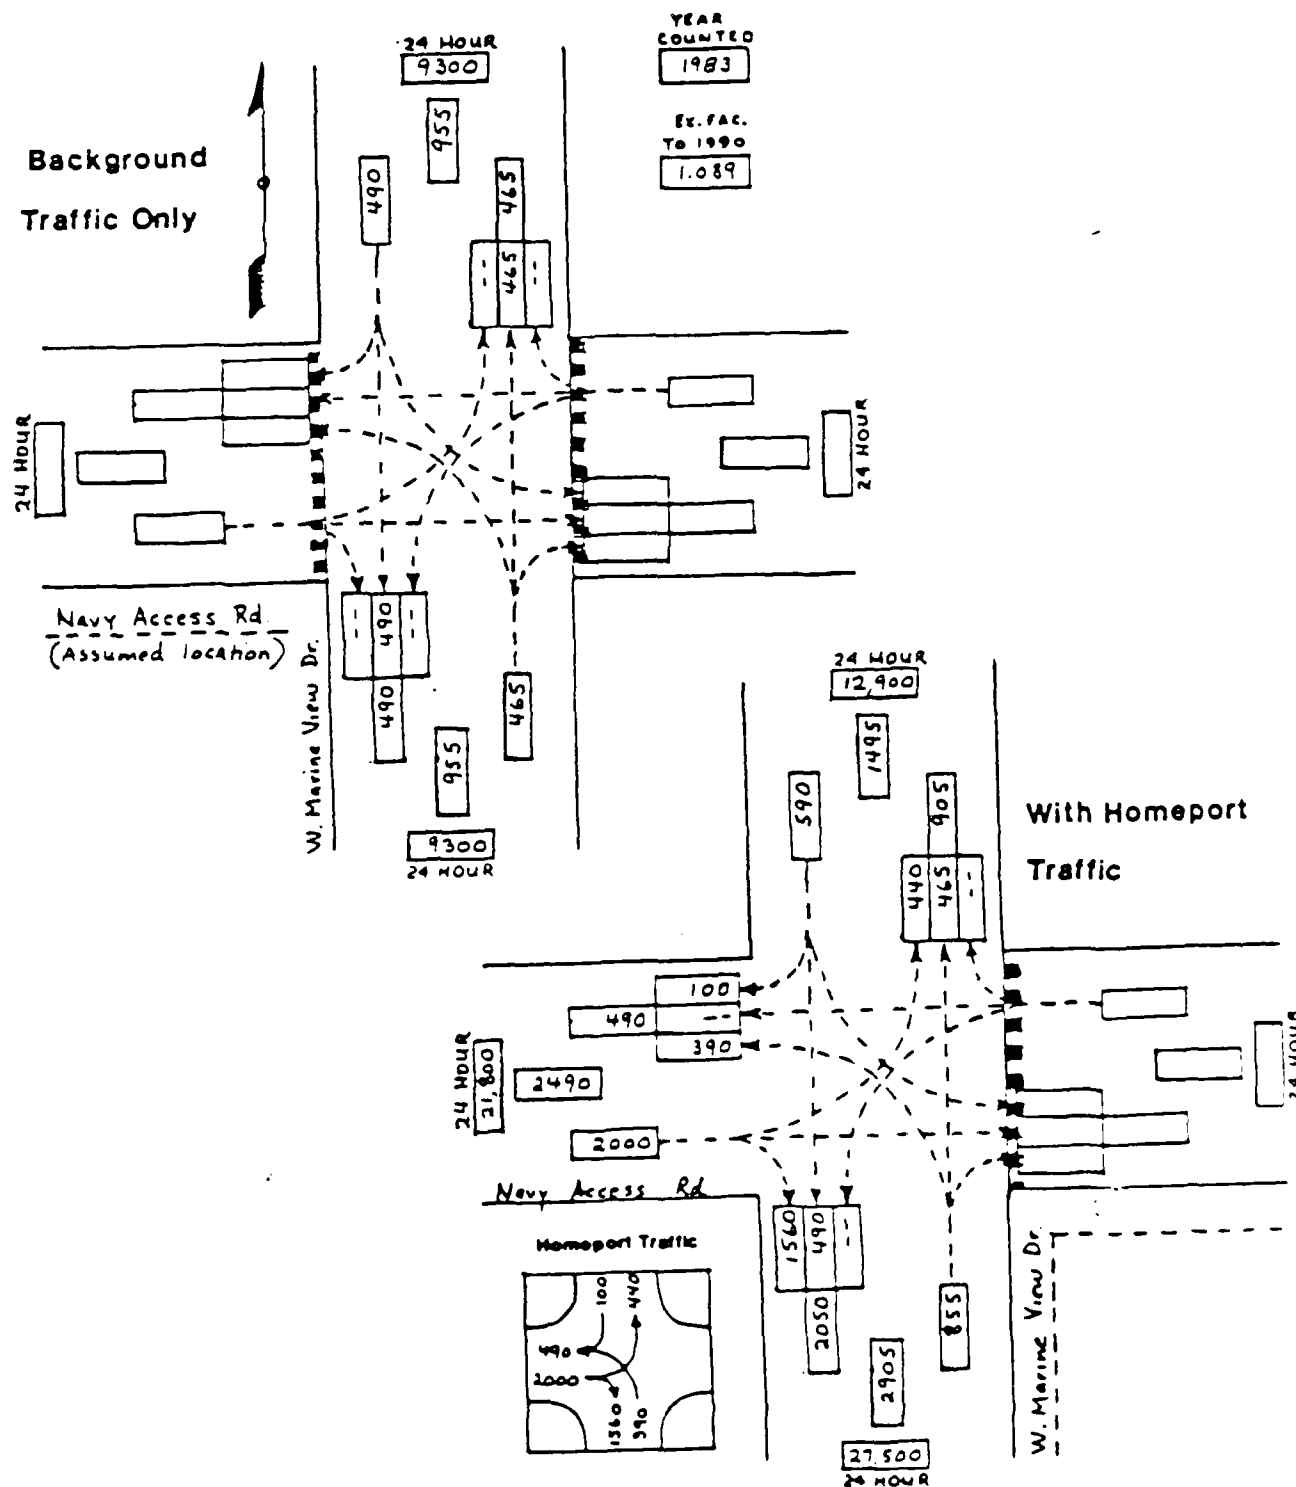 24 HOUR
9300
955
YEAR
COUNTED
1983
EX. FAC.
TO 1990
1.089
Background
Traffic Only
490
465
-- 465 --
24 HOUR
24 HOUR
Navy Access Rd.
(Assumed location)
W. Marine View Dr.
-- 490 --
490
465
955
9300
24 HOUR
24 HOUR
12,900
1495
590
905
440 465 --
With Homeport
Traffic
100
490 --
390
24 HOUR
21,800
2490
2000
24 HOUR
Navy Access Rd
1560 490 --
2050
855
2905
27,500
24 HOUR
W. Marine View Dr.
Homeport Traffic
100 440
490
2000
1560 390